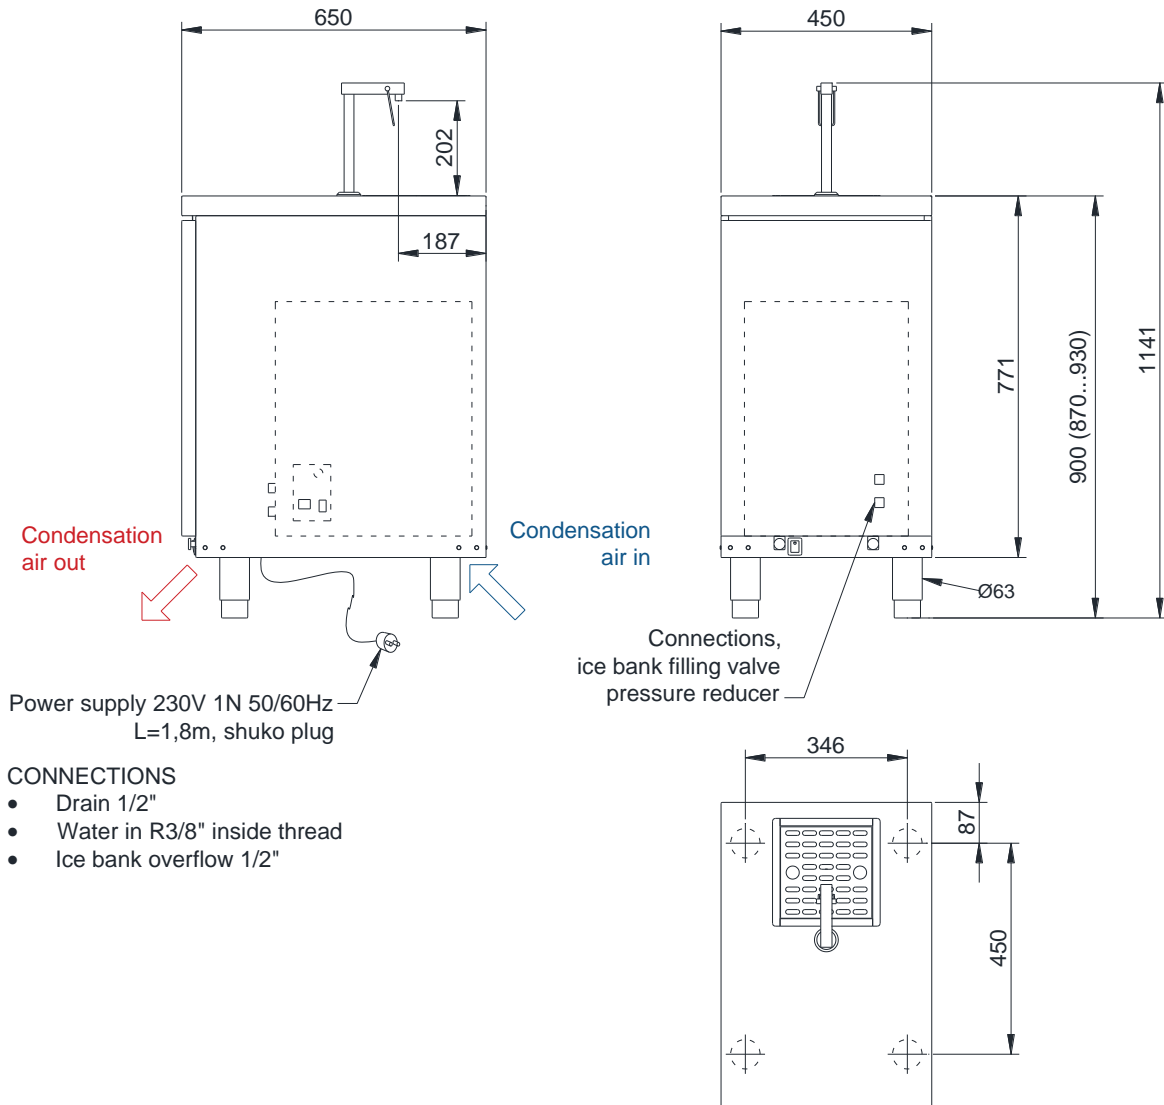 650
450
202
187
771
900 (870...930)
1141
Condensation
air out
Condensation
air in
Ø63
Connections,
ice bank filling valve
pressure reducer
Power supply 230V 1N 50/60Hz
L=1,8m, shuko plug
CONNECTIONS
• Drain 1/2"
• Water in R3/8" inside thread
• Ice bank overflow 1/2"
346
87
450